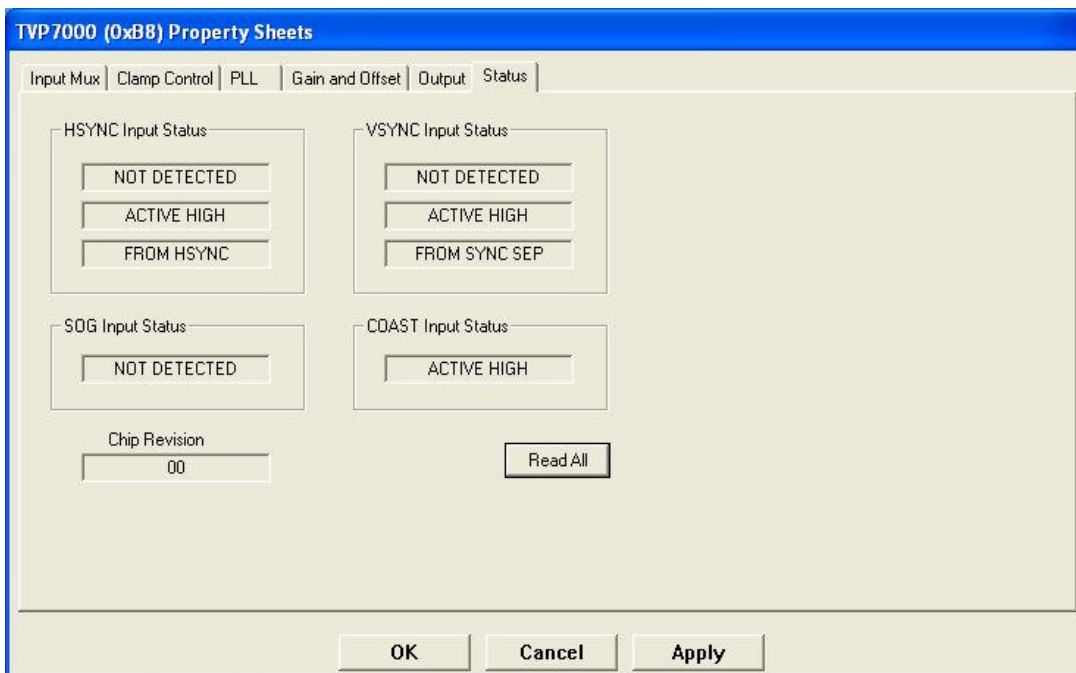 TVP7000 (0xB8) Property Sheets
Input Mux Clamp Control PLL Gain and Offset Output Status
HSYNC Input Status
NOT DETECTED
ACTIVE HIGH
FROM HSYNC
VSYNC Input Status
NOT DETECTED
ACTIVE HIGH
FROM SYNC SEP
SOG Input Status
NOT DETECTED
COAST Input Status
ACTIVE HIGH
Chip Revision
00
Read All
OK Cancel Apply